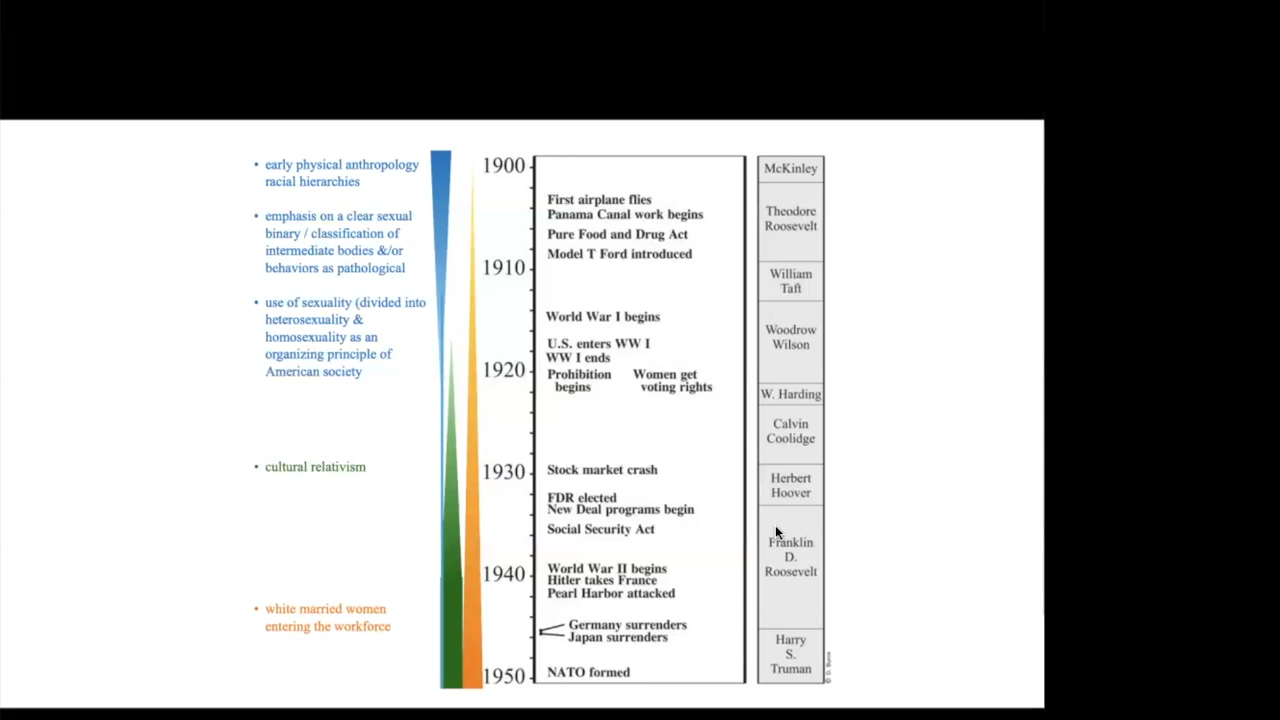 • early physical anthropology
racial hierarchies
• emphasis on a clear sexual
binary / classification of
intermediate bodies &/or
behaviors as pathological
• use of sexuality (divided into
heterosexuality &
homosexuality as an
organizing principle of
American society
• cultural relativism
• white married women
entering the workforce
1900
First airplane flies
Panama Canal work begins
Pure Food and Drug Act
Model T Ford introduced
1910
World War I begins
U.S. enters WW I
WW I ends
1920
Prohibition begins
Women get voting rights
1930
Stock market crash
FDR elected
New Deal programs begin
Social Security Act
1940
World War II begins
Hitler takes France
Pearl Harbor attacked
Germany surrenders
Japan surrenders
1950
NATO formed
McKinley
Theodore
Roosevelt
William
Taft
Woodrow
Wilson
W. Harding
Calvin
Coolidge
Herbert
Hoover
Franklin
D.
Roosevelt
Harry
S.
Truman